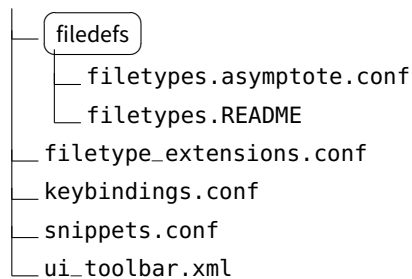 filedefs
filetypes.asymptote.conf
filetypes.README
filetype_extensions.conf
keybindings.conf
snippets.conf
ui_toolbar.xml